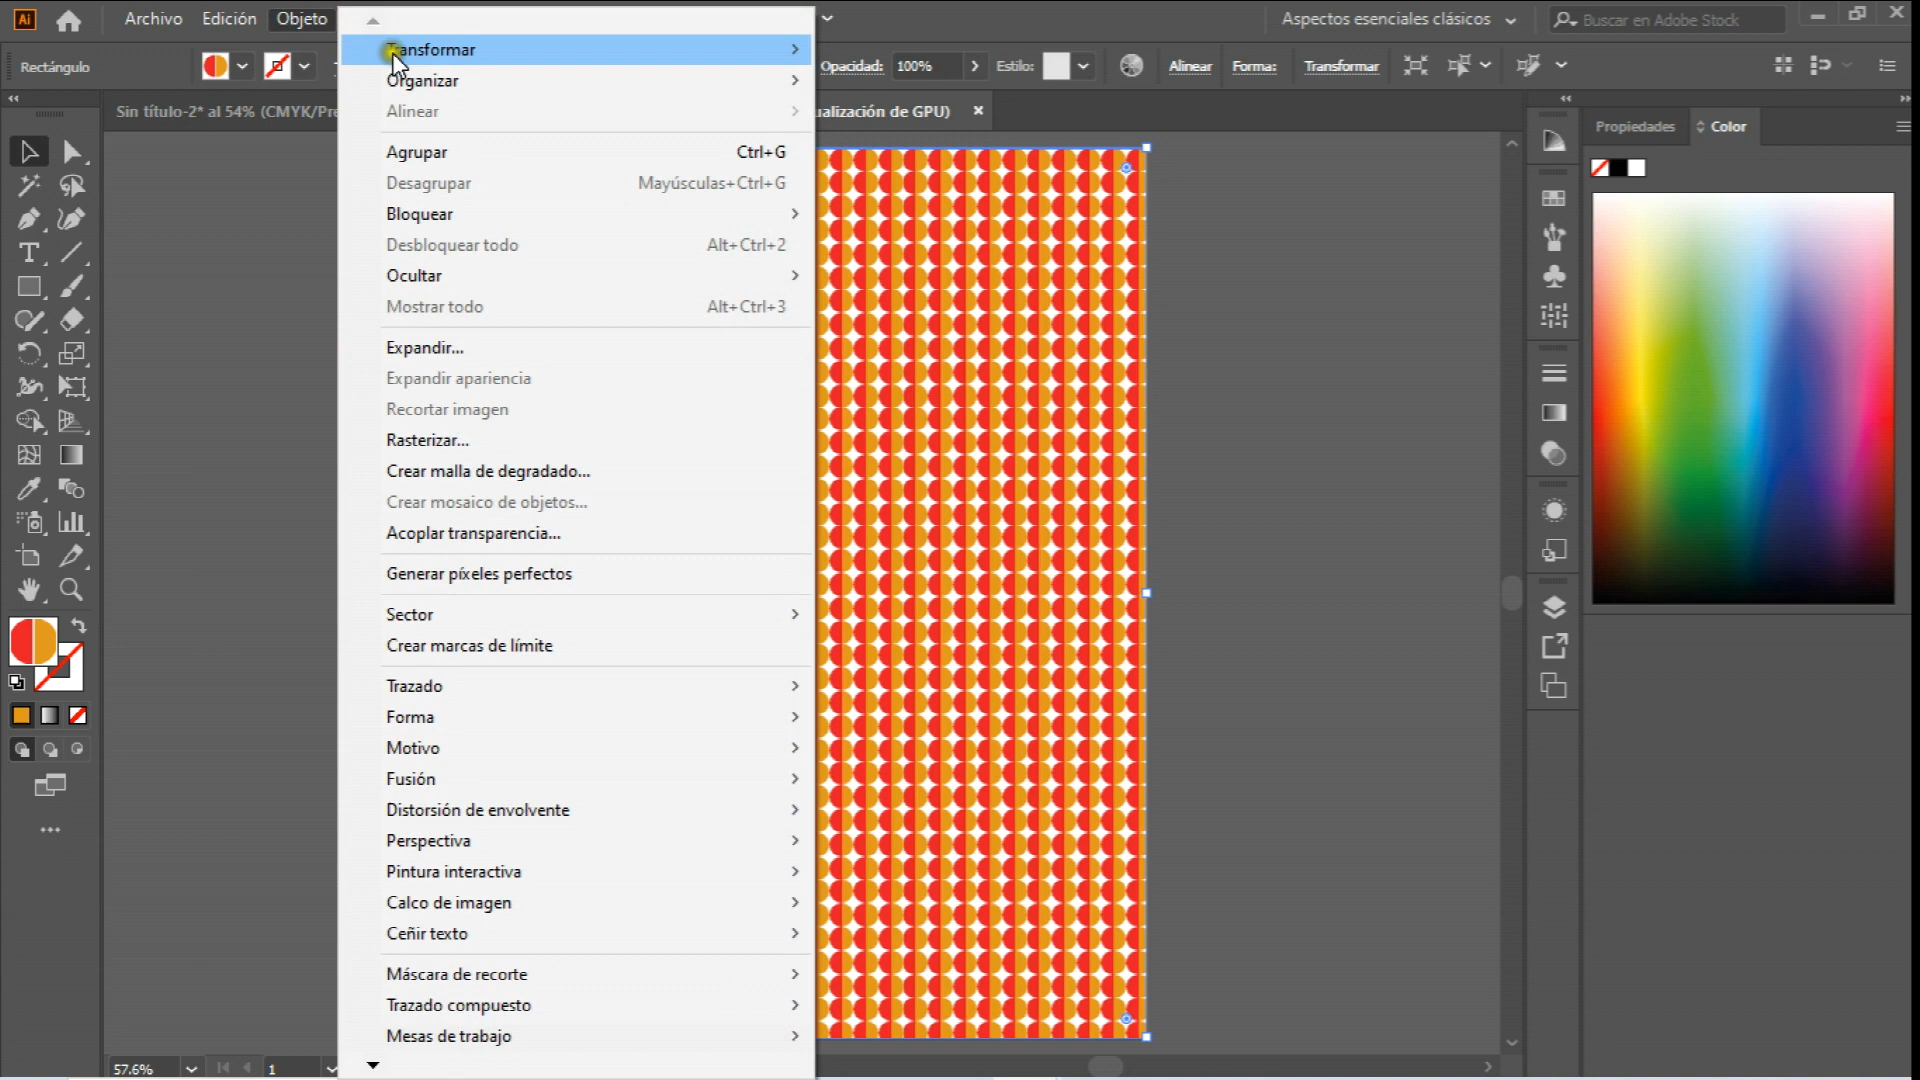 Ai
Archivo
Edición
Objeto
Aspectos esenciales clásicos
Buscar en Adobe Stock
Rectángulo
Opacidad:
100%
Estilo:
Alinear
Forma:
Transformar
Sin título-2* al 54% (CMYK/Pre
ualización de GPU)
Transformar
Organizar
Alinear
Agrupar Ctrl+G
Desagrupar Mayúsculas+Ctrl+G
Bloquear
Desbloquear todo Alt+Ctrl+2
Ocultar
Mostrar todo Alt+Ctrl+3
Expandir...
Expandir apariencia
Recortar imagen
Rasterizar...
Crear malla de degradado...
Crear mosaico de objetos...
Acoplar transparencia...
Generar píxeles perfectos
Sector
Crear marcas de límite
Trazado
Forma
Motivo
Fusión
Distorsión de envolvente
Perspectiva
Pintura interactiva
Calco de imagen
Ceñir texto
Máscara de recorte
Trazado compuesto
Mesas de trabajo
Propiedades
Color
57.6%
1